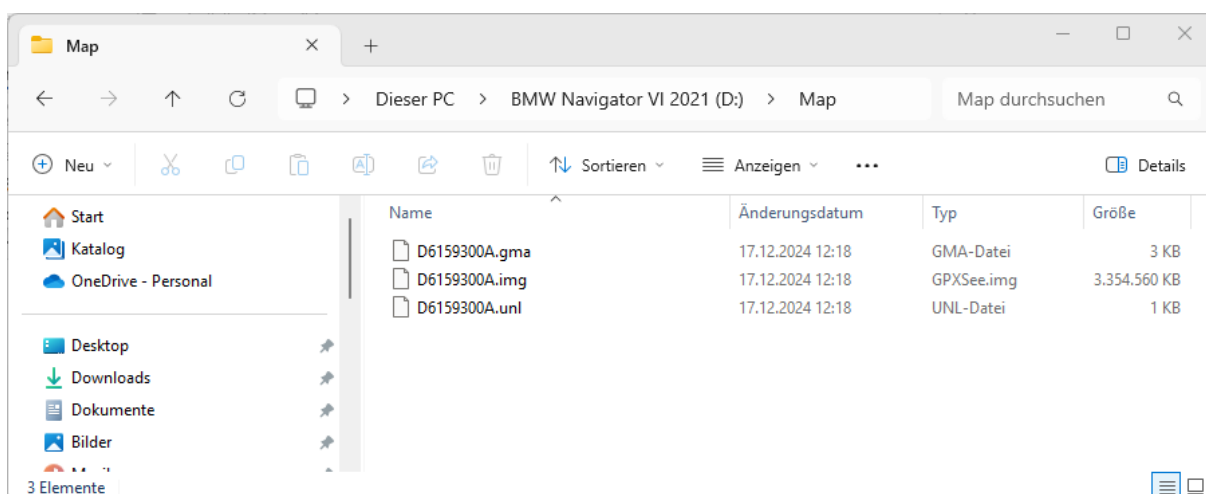 Map
Dieser PC > BMW Navigator VI 2021 (D:) > Map Map durchsuchen
Neu Sortieren Anzeigen ... Details
Start
Katalog
OneDrive - Personal
Desktop
Downloads
Dokumente
Bilder
Name Änderungsdatum Typ Größe
D6159300A.gma 17.12.2024 12:18 GMA-Datei 3 KB
D6159300A.img 17.12.2024 12:18 GPXSee.img 3.354.560 KB
D6159300A.unl 17.12.2024 12:18 UNL-Datei 1 KB
3 Elemente